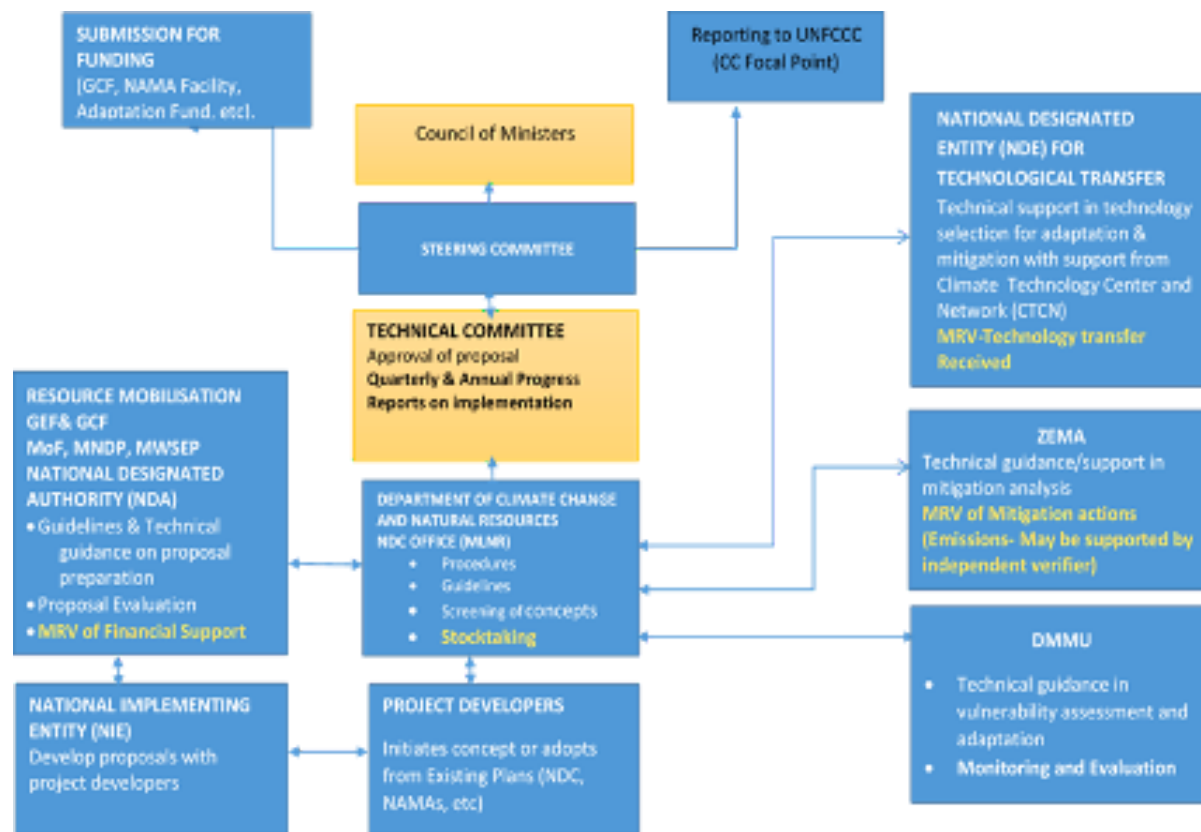 SUBMISSION FOR
FUNDING
(GCF, NAMA Facility,
Adaptation Fund, etc).
Reporting to UNFCCC
(CC Focal Point)
Council of Ministers
STEERING COMMITTEE
TECHNICAL COMMITTEE
Approval of proposal
Quarterly & Annual Progress
Reports on implementation
NATIONAL DESIGNATED
ENTITY (NDE) FOR
TECHNOLOGICAL TRANSFER
Technical support in technology
selection for adaptation &
mitigation with support from
Climate Technology Center and
Network (CTCN)
MRV-Technology transfer
Received
RESOURCE MOBILISATION
GEF& GCF
MoF, MNDP, MWSEP
NATIONAL DESIGNATED
AUTHORITY (NDA)
• Guidelines & Technical
guidance on proposal
preparation
• Proposal Evaluation
• MRV of Financial Support
DEPARTMENT OF CLIMATE CHANGE
AND NATURAL RESOURCES
NDC OFFICE (MLNR)
• Procedures
• Guidelines
• Screening of concepts
• Stocktaking
ZEMA
Technical guidance/support in
mitigation analysis
MRV of Mitigation actions
(Emissions- May be supported by
independent verifier)
NATIONAL IMPLEMENTING
ENTITY (NIE)
Develop proposals with
project developers
PROJECT DEVELOPERS
Initiates concept or adopts
from Existing Plans (NDC,
NAMAs, etc)
DMMU
• Technical guidance in
vulnerability assessment and
adaptation
• Monitoring and Evaluation